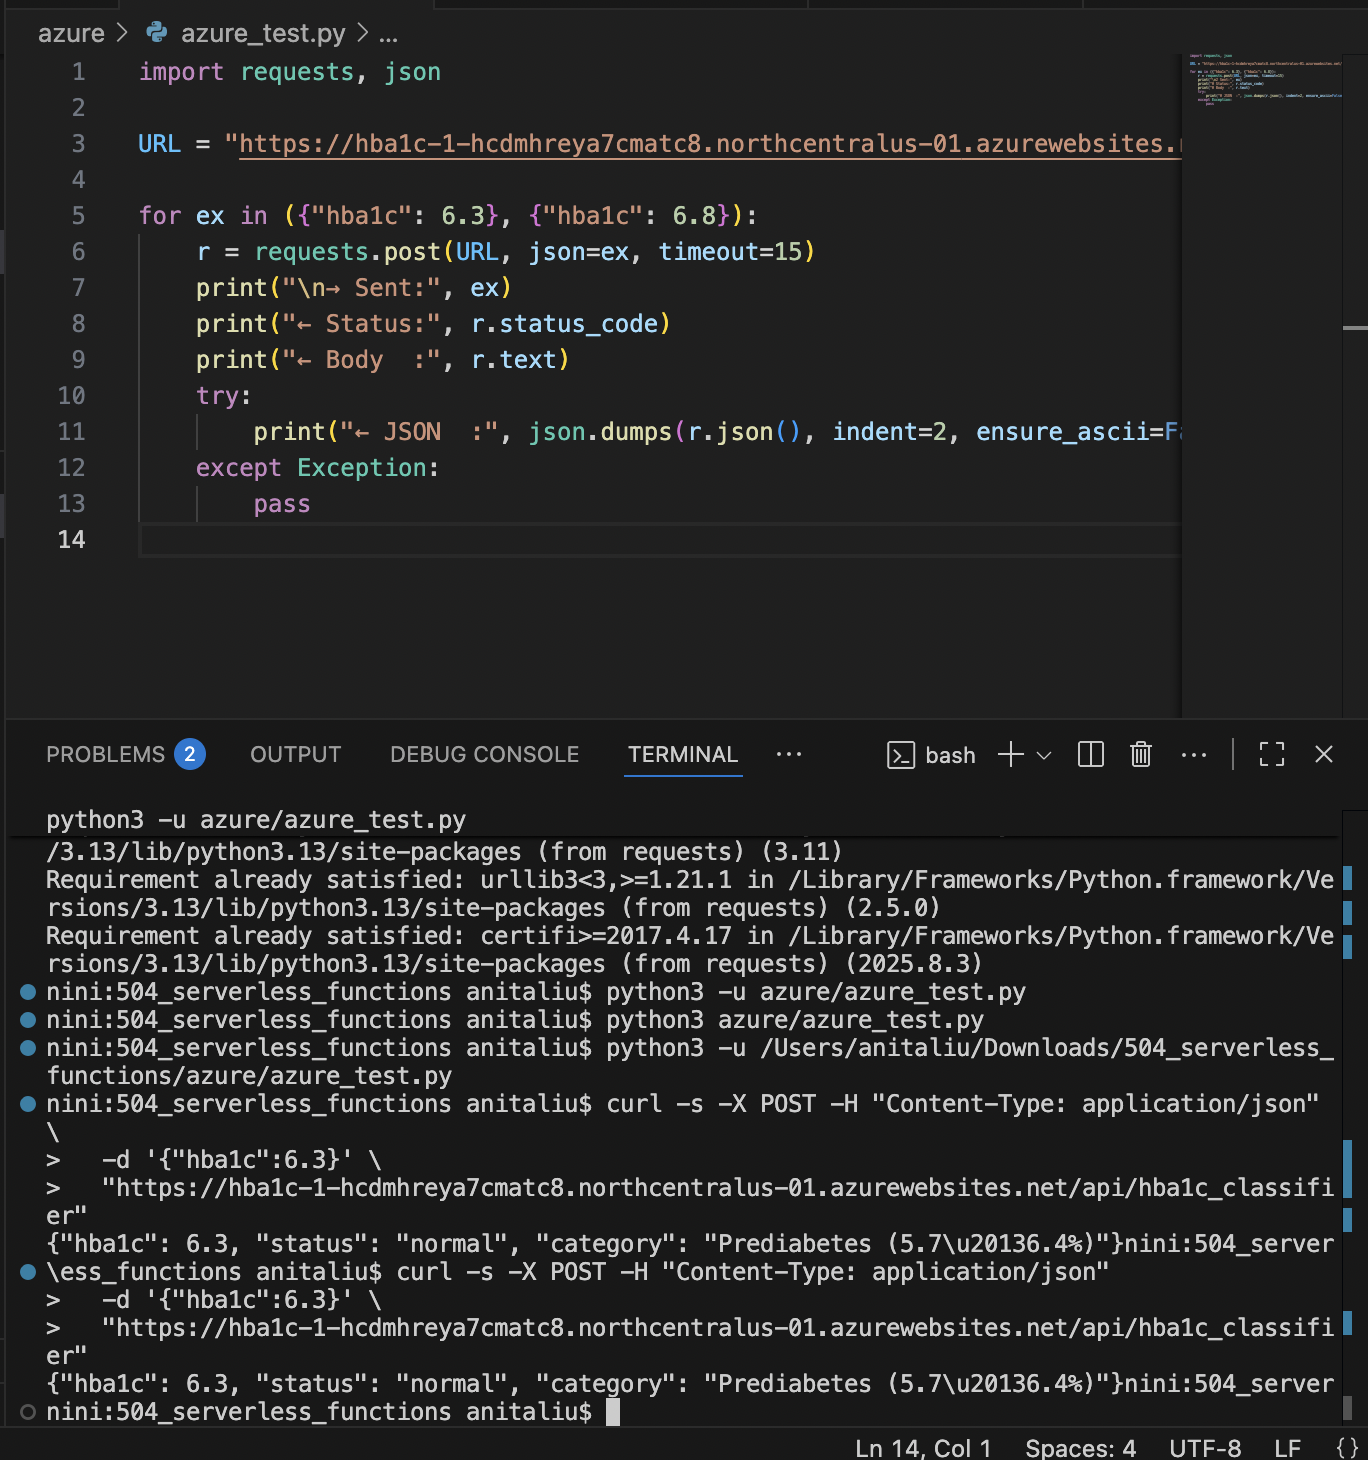 azure > azure_test.py > ...
1 import requests, json
2
3 URL = "https://hba1c-1-hcdmhreya7cmatc8.northcentralus-01.azurewebsites.
4
5 for ex in ({"hba1c": 6.3}, {"hba1c": 6.8}):
6 r = requests.post(URL, json=ex, timeout=15)
7 print("\n→ Sent:", ex)
8 print("← Status:", r.status_code)
9 print("← Body  :", r.text)
10 try:
11 print("← JSON  :", json.dumps(r.json(), indent=2, ensure_ascii=Fa
12 except Exception:
13 pass
14
PROBLEMS 2 OUTPUT DEBUG CONSOLE TERMINAL ... bash
python3 -u azure/azure_test.py
/3.13/lib/python3.13/site-packages (from requests) (3.11)
Requirement already satisfied: urllib3<3,>=1.21.1 in /Library/Frameworks/Python.framework/Ve
rsions/3.13/lib/python3.13/site-packages (from requests) (2.5.0)
Requirement already satisfied: certifi>=2017.4.17 in /Library/Frameworks/Python.framework/Ve
rsions/3.13/lib/python3.13/site-packages (from requests) (2025.8.3)
nini:504_serverless_functions anitaliu$ python3 -u azure/azure_test.py
nini:504_serverless_functions anitaliu$ python3 azure/azure_test.py
nini:504_serverless_functions anitaliu$ python3 -u /Users/anitaliu/Downloads/504_serverless_
functions/azure/azure_test.py
nini:504_serverless_functions anitaliu$ curl -s -X POST -H "Content-Type: application/json"
\
>   -d '{"hba1c":6.3}' \
>   "https://hba1c-1-hcdmhreya7cmatc8.northcentralus-01.azurewebsites.net/api/hba1c_classifi
er"
{"hba1c": 6.3, "status": "normal", "category": "Prediabetes (5.7\u20136.4%)"}nini:504_server
\ess_functions anitaliu$ curl -s -X POST -H "Content-Type: application/json"
>   -d '{"hba1c":6.3}' \
>   "https://hba1c-1-hcdmhreya7cmatc8.northcentralus-01.azurewebsites.net/api/hba1c_classifi
er"
{"hba1c": 6.3, "status": "normal", "category": "Prediabetes (5.7\u20136.4%)"}nini:504_server
nini:504_serverless_functions anitaliu$
Ln 14, Col 1 Spaces: 4 UTF-8 LF {}